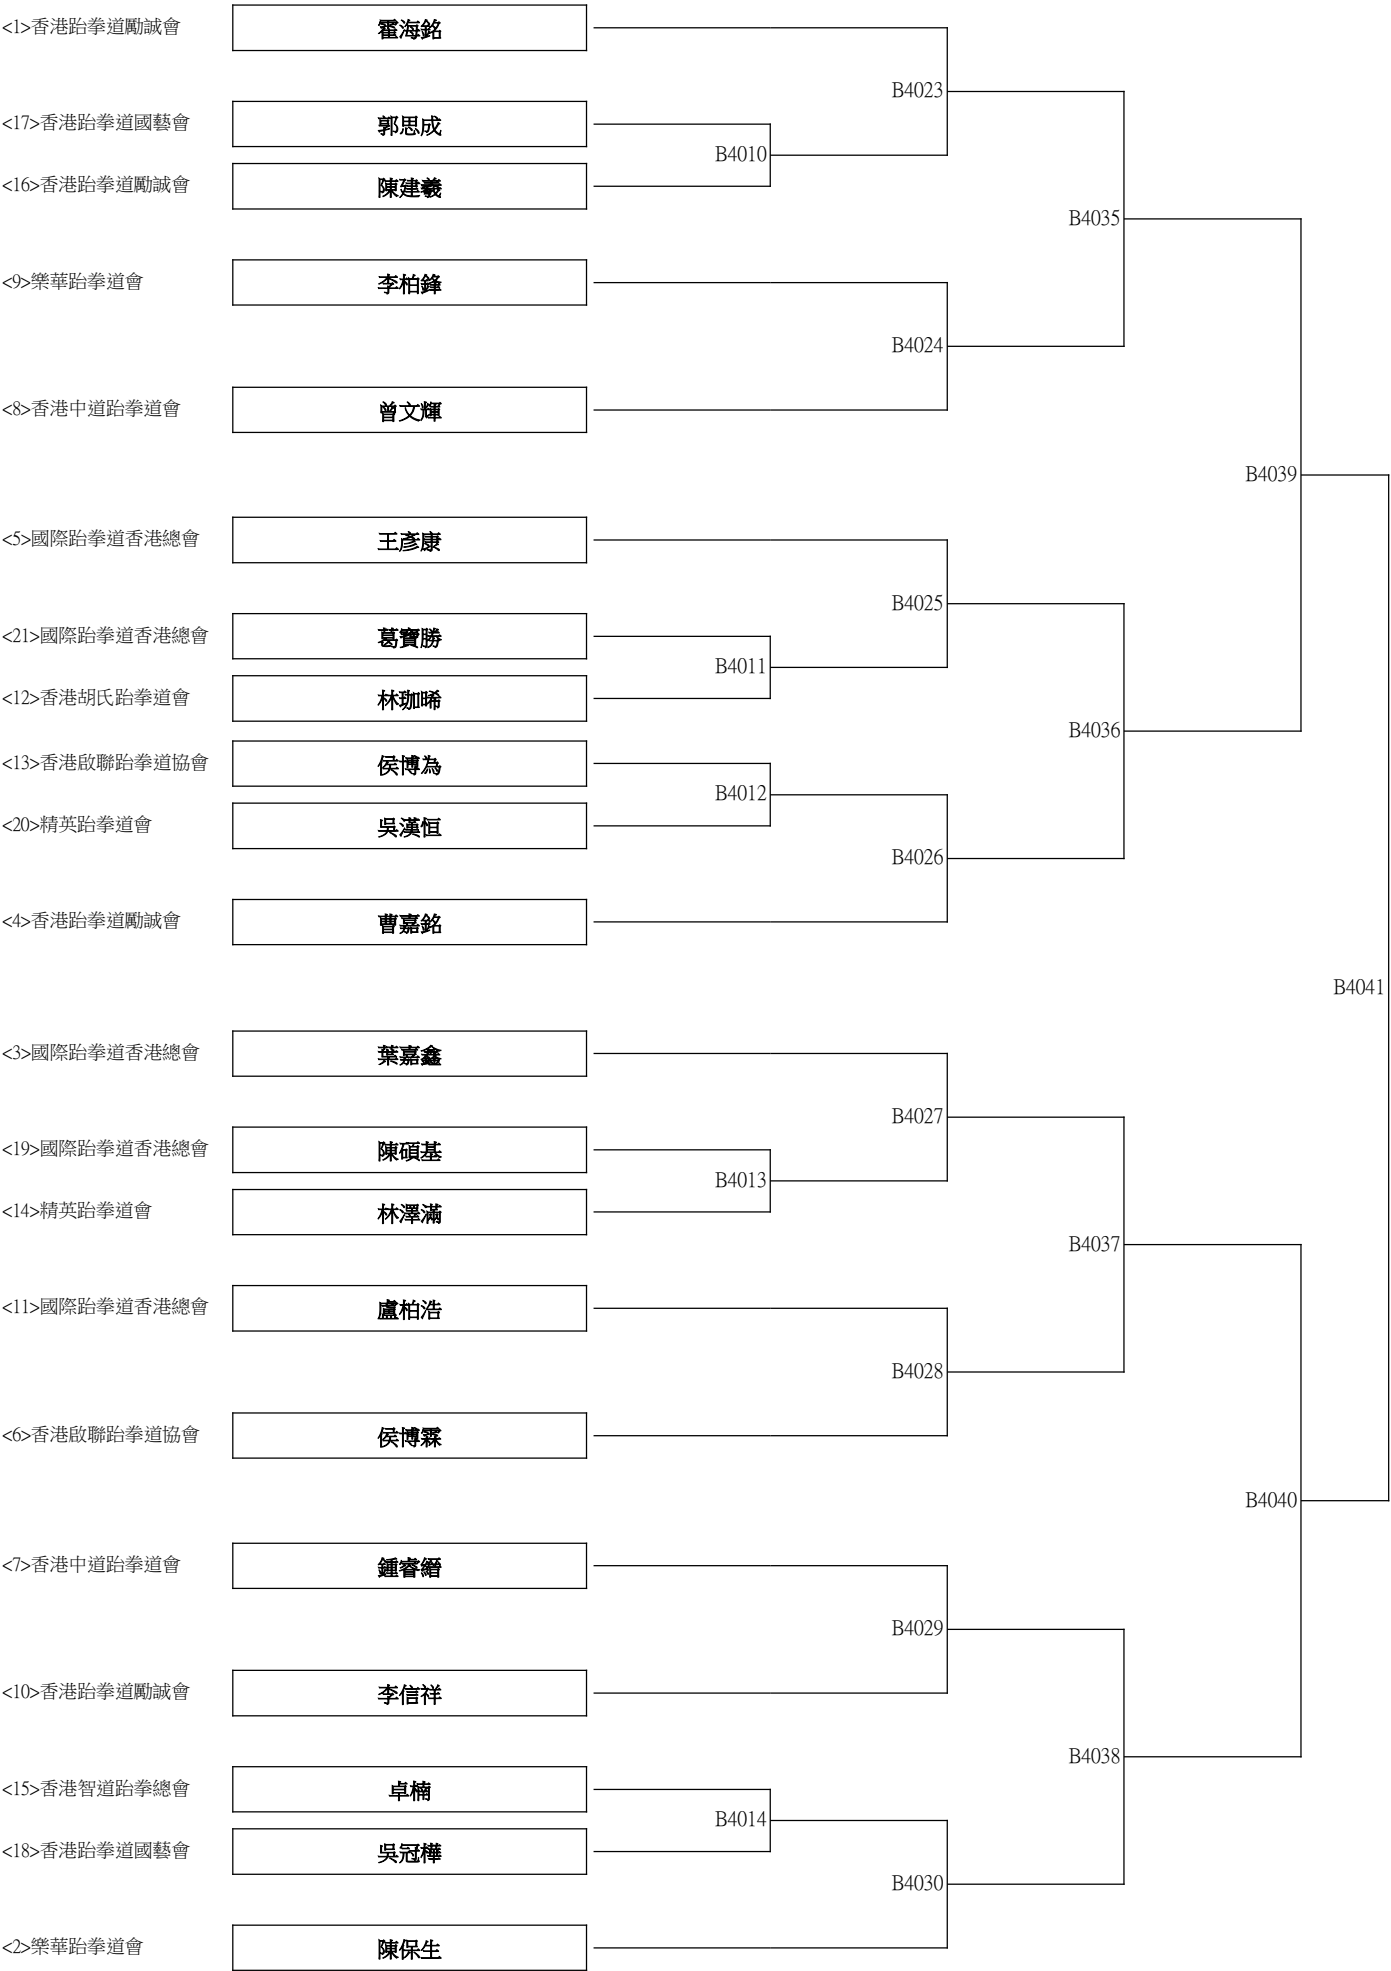 <1>香港跆拳道勵誠會 霍海銘
B4023
<17>香港跆拳道國藝會 郭思成
B4010
<16>香港跆拳道勵誠會 陳建羲
B4035
<9>樂華跆拳道會 李柏鋒
B4024
<8>香港中道跆拳道會 曾文輝
B4039
<5>國際跆拳道香港總會 王彥康
B4025
<21>國際跆拳道香港總會 葛寶勝
B4011
<12>香港胡氏跆拳道會 林珈晞
B4036
<13>香港啟聯跆拳道協會 侯博為
B4012
<20>精英跆拳道會 吳漢恒
B4026
<4>香港跆拳道勵誠會 曹嘉銘
B4041
<3>國際跆拳道香港總會 葉嘉鑫
B4027
<19>國際跆拳道香港總會 陳碩基
B4013
<14>精英跆拳道會 林澤滿
B4037
<11>國際跆拳道香港總會 盧柏浩
B4028
<6>香港啟聯跆拳道協會 侯博霖
B4040
<7>香港中道跆拳道會 鍾睿縉
B4029
<10>香港跆拳道勵誠會 李信祥
B4038
<15>香港智道跆拳總會 卓楠
B4014
<18>香港跆拳道國藝會 吳冠樺
B4030
<2>樂華跆拳道會 陳保生